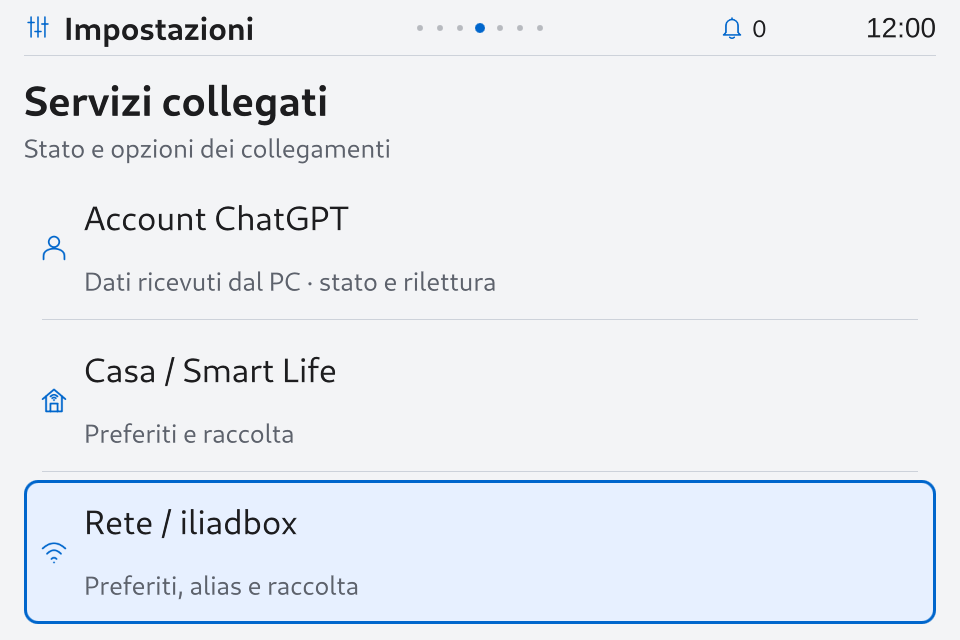 Impostazioni
0
12:00
Servizi collegati
Stato e opzioni dei collegamenti
Account ChatGPT
Dati ricevuti dal PC · stato e rilettura
Casa / Smart Life
Preferiti e raccolta
Rete / iliadbox
Preferiti, alias e raccolta